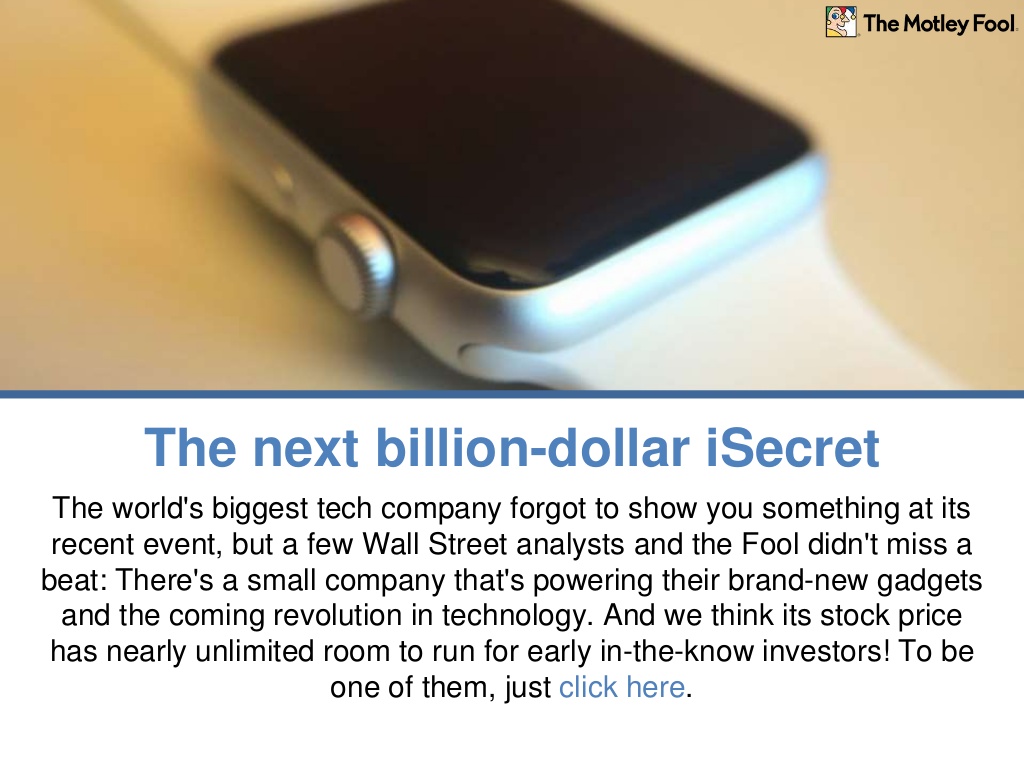 The Motley Fool
The next billion-dollar iSecret
The world's biggest tech company forgot to show you something at its
recent event, but a few Wall Street analysts and the Fool didn't miss a
beat: There's a small company that's powering their brand-new gadgets
and the coming revolution in technology. And we think its stock price
has nearly unlimited room to run for early in-the-know investors! To be
one of them, just click here.